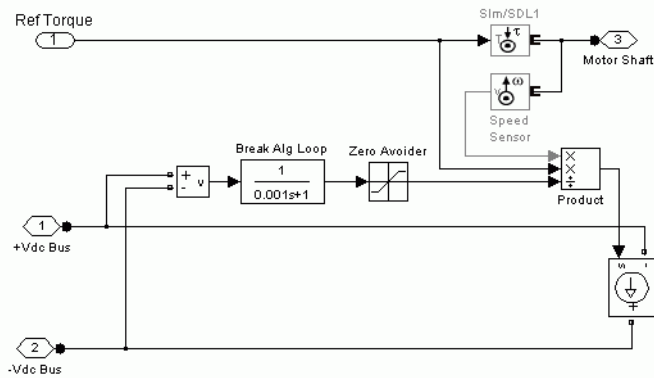 Ref Torque
1
Slm/SDL1
T
τ
3
Motor Shaft
v
ω
Speed
Sensor
Break Alg Loop
Zero Avoider
+
-
v
1
0.001s+1
×
×
÷
Product
1
+Vdc Bus
s
-
+
2
-Vdc Bus